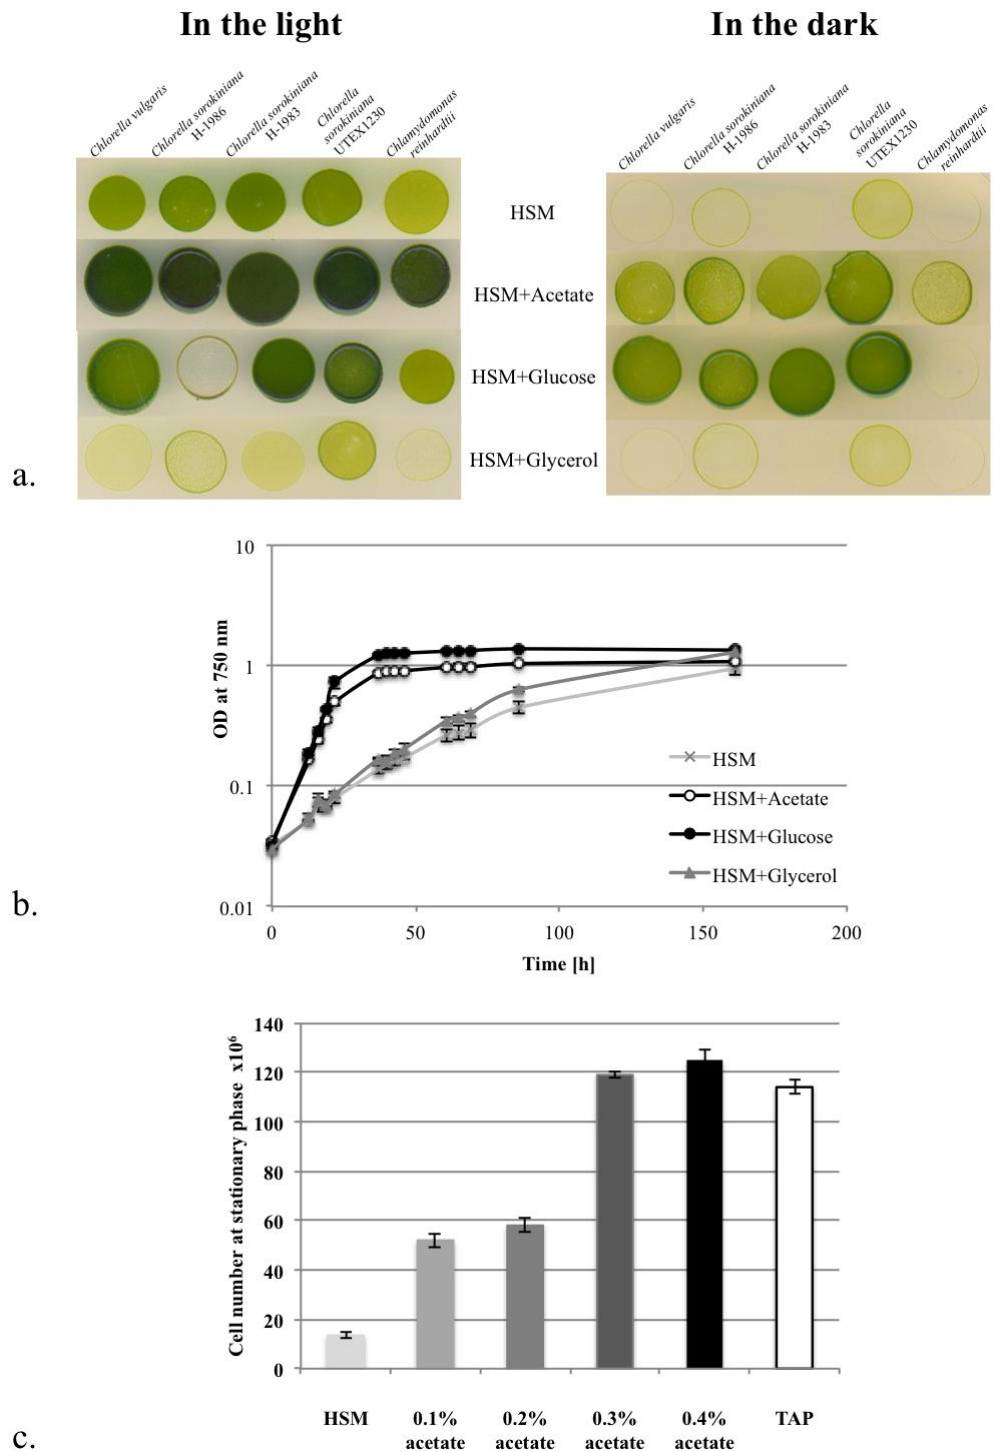 In the light
In the dark
Chlorella vulgaris
Chlorella sorokiniana
H-1986
Chlorella sorokiniana
H-1983
Chlorella
sorokiniana
UTEX1230
Chlamydomonas
reinhardtii
Chlorella vulgaris
Chlorella sorokiniana
H-1986
Chlorella sorokiniana
H-1983
Chlorella
sorokiniana
UTEX1230
Chlamydomonas
reinhardtii
HSM
HSM+Acetate
HSM+Glucose
HSM+Glycerol
a.
10
1
0.1
0.01
OD at 750 nm
HSM
HSM+Acetate
HSM+Glucose
HSM+Glycerol
0 50 100 150 200
Time [h]
b.
140
120
100
80
60
40
20
0
Cell number at stationary phase x10⁶
HSM 0.1% 0.2% 0.3% 0.4% TAP
acetate acetate acetate acetate
c.